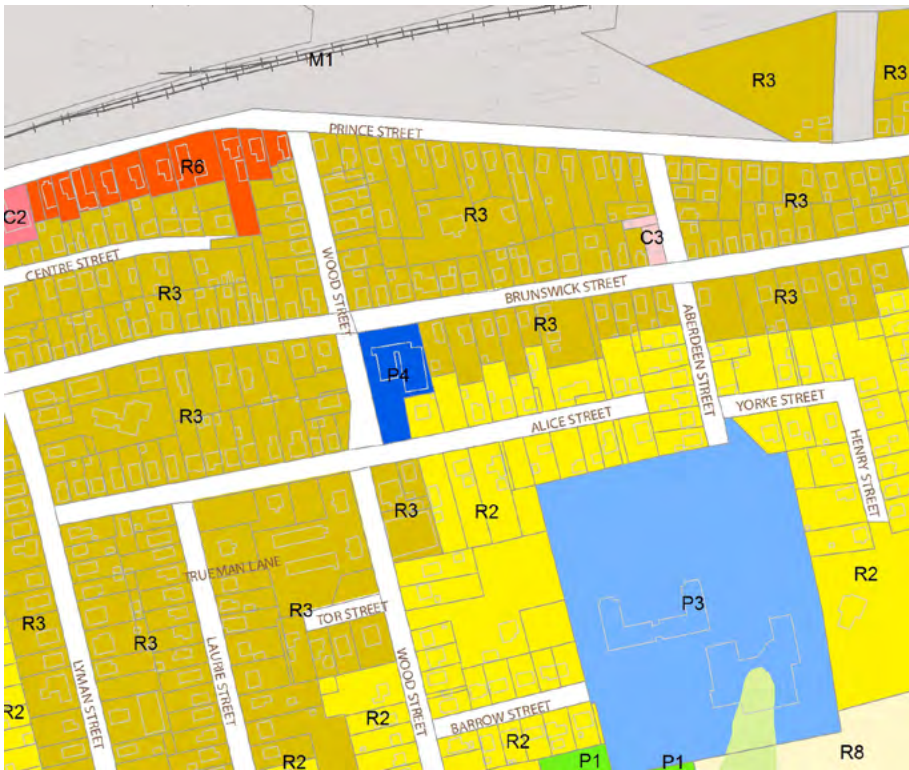 M1
R3
R3
PRINCE STREET
R6
R3
R3
C2
C3
CENTRE STREET
WOOD STREET
R3
BRUNSWICK STREET
R3
R3
ABERDEEN STREET
P4
R3
YORKE STREET
ALICE STREET
HENRY STREET
R3
R2
TRUEMAN LANE
R2
P3
R3
R3
R3
TOR STREET
LYMAN STREET
LAURIE STREET
WOOD STREET
R2
R2
BARROW STREET
R2
R2
P1
P1
R8